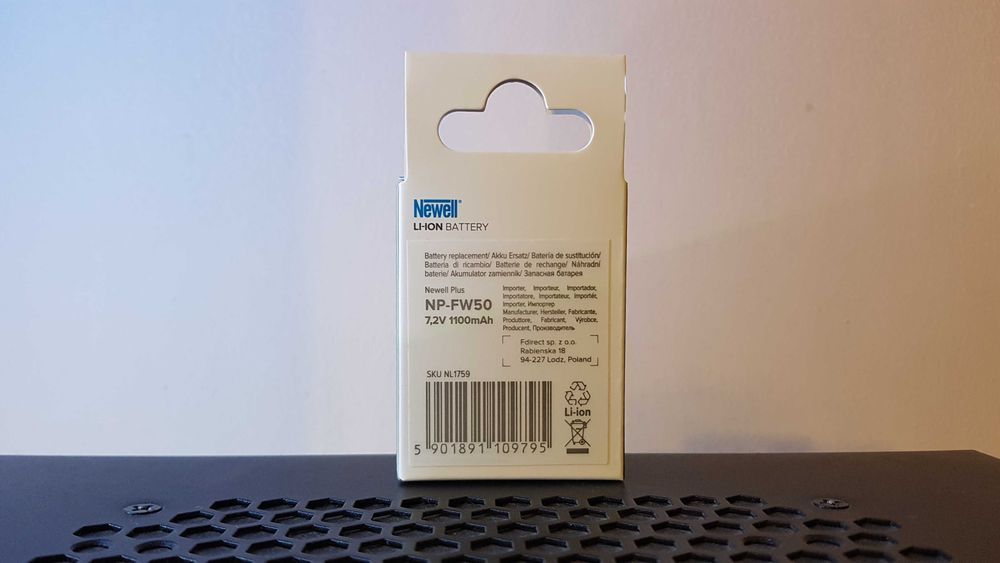 Newell®
LI-ION BATTERY
Battery replacement/ Akku Ersatz/ Batería de sustitución/
Batteria di ricambio/ Batterie de rechange/ Náhradní
baterie/ Akumulator zamiennik/ Запасная батарея
Newell Plus
NP-FW50
7,2V 1100mAh
Importer, Importeur, Importador,
Importatore, Importateur, Importér,
Importer, Импортер
Manufacturer, Hersteller, Fabricante,
Produttore, Fabricant, Výrobce,
Producent, Производитель
Fdirect sp. z o.o.
Rabienska 18
94-227 Lodz, Poland
SKU NL1759
Li-ion
5 901891 109795